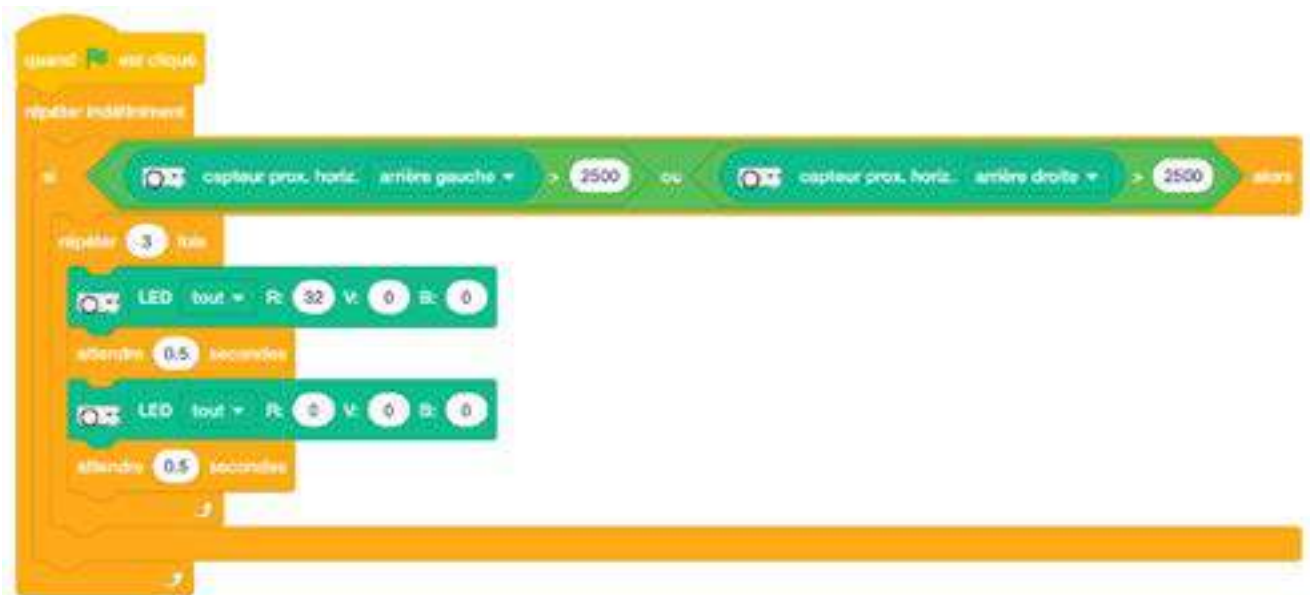 quand est cliqué
répéter indéfiniment
si capteur prox. horiz. arrière gauche > 2500 ou capteur prox. horiz. arrière droite > 2500 alors
répéter 3 fois
LED tout R: 32 V: 0 B: 0
attendre 0.5 secondes
LED tout R: 0 V: 0 B: 0
attendre 0.5 secondes